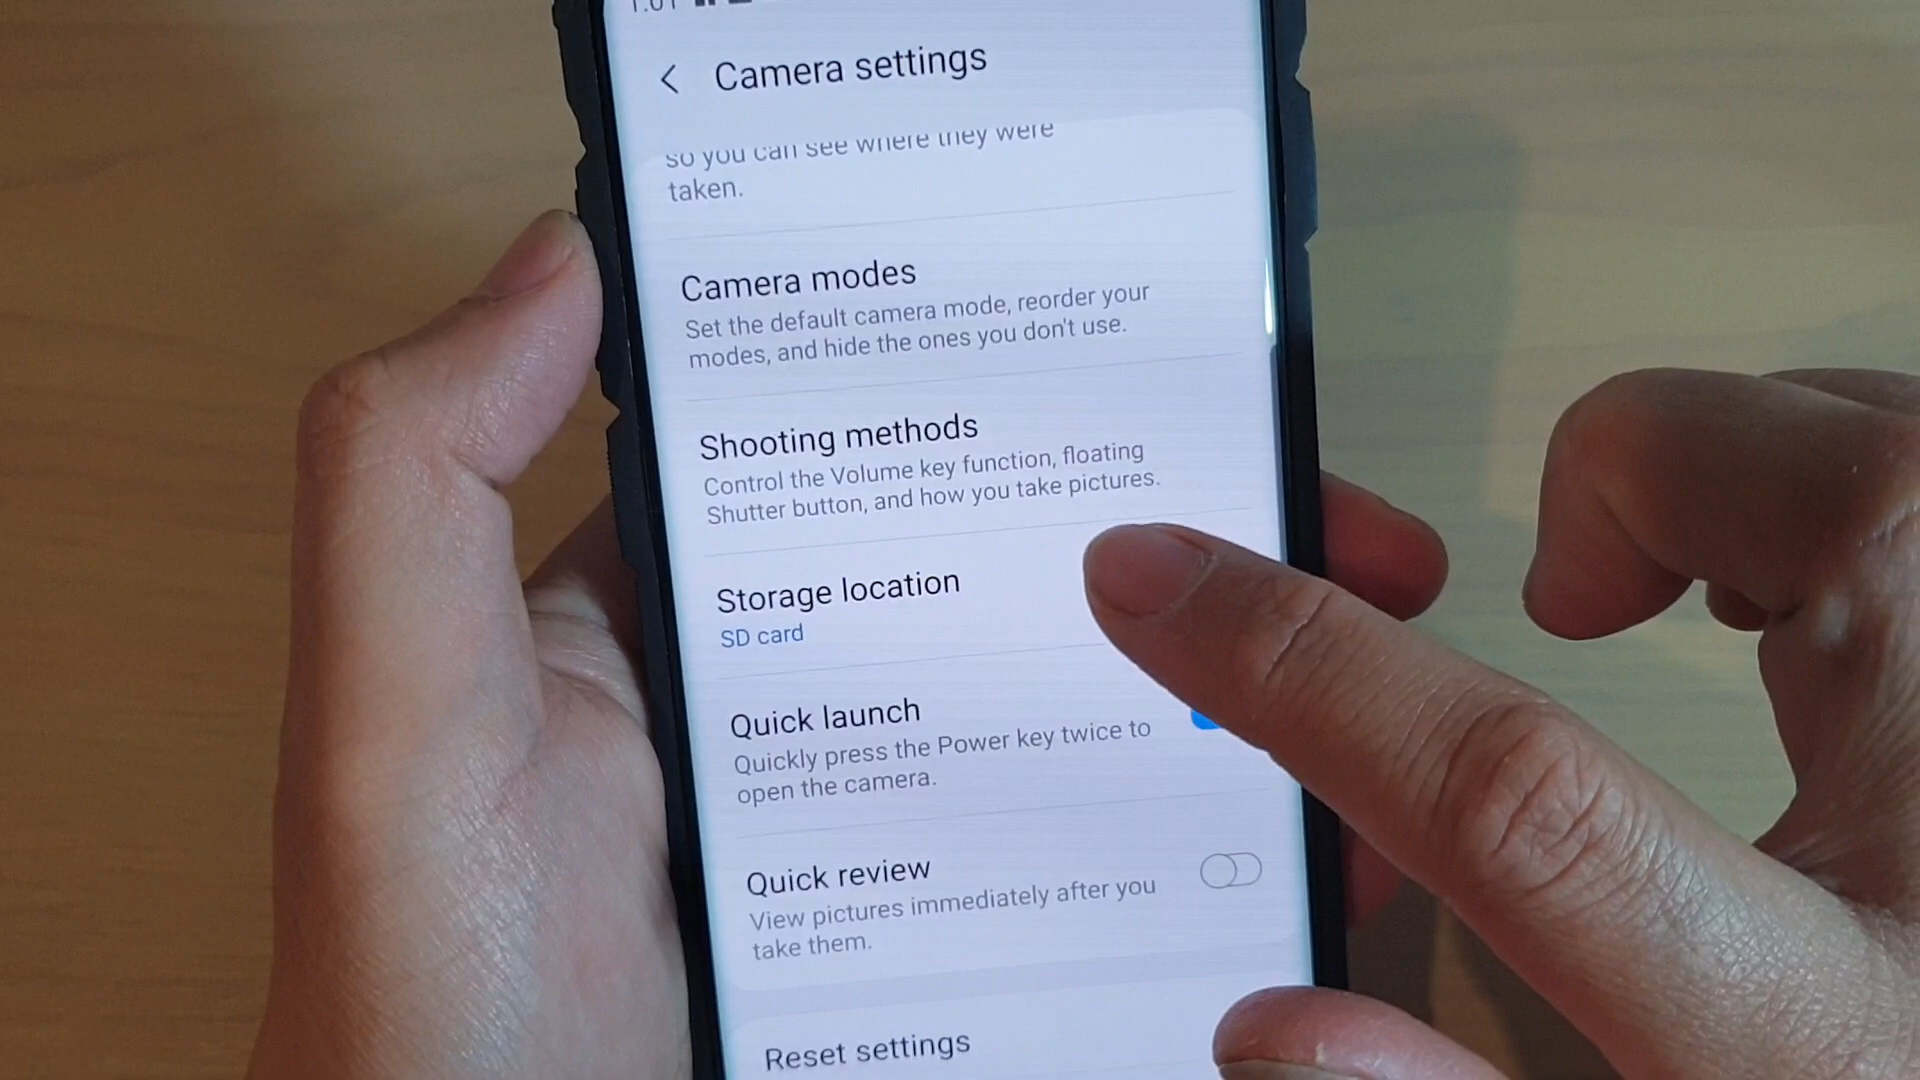 Camera settings
so you can see where they were
taken.
Camera modes
Set the default camera mode, reorder your
modes, and hide the ones you don't use.
Shooting methods
Control the Volume key function, floating
Shutter button, and how you take pictures.
Storage location
SD card
Quick launch
Quickly press the Power key twice to
open the camera.
Quick review
View pictures immediately after you
take them.
Reset settings